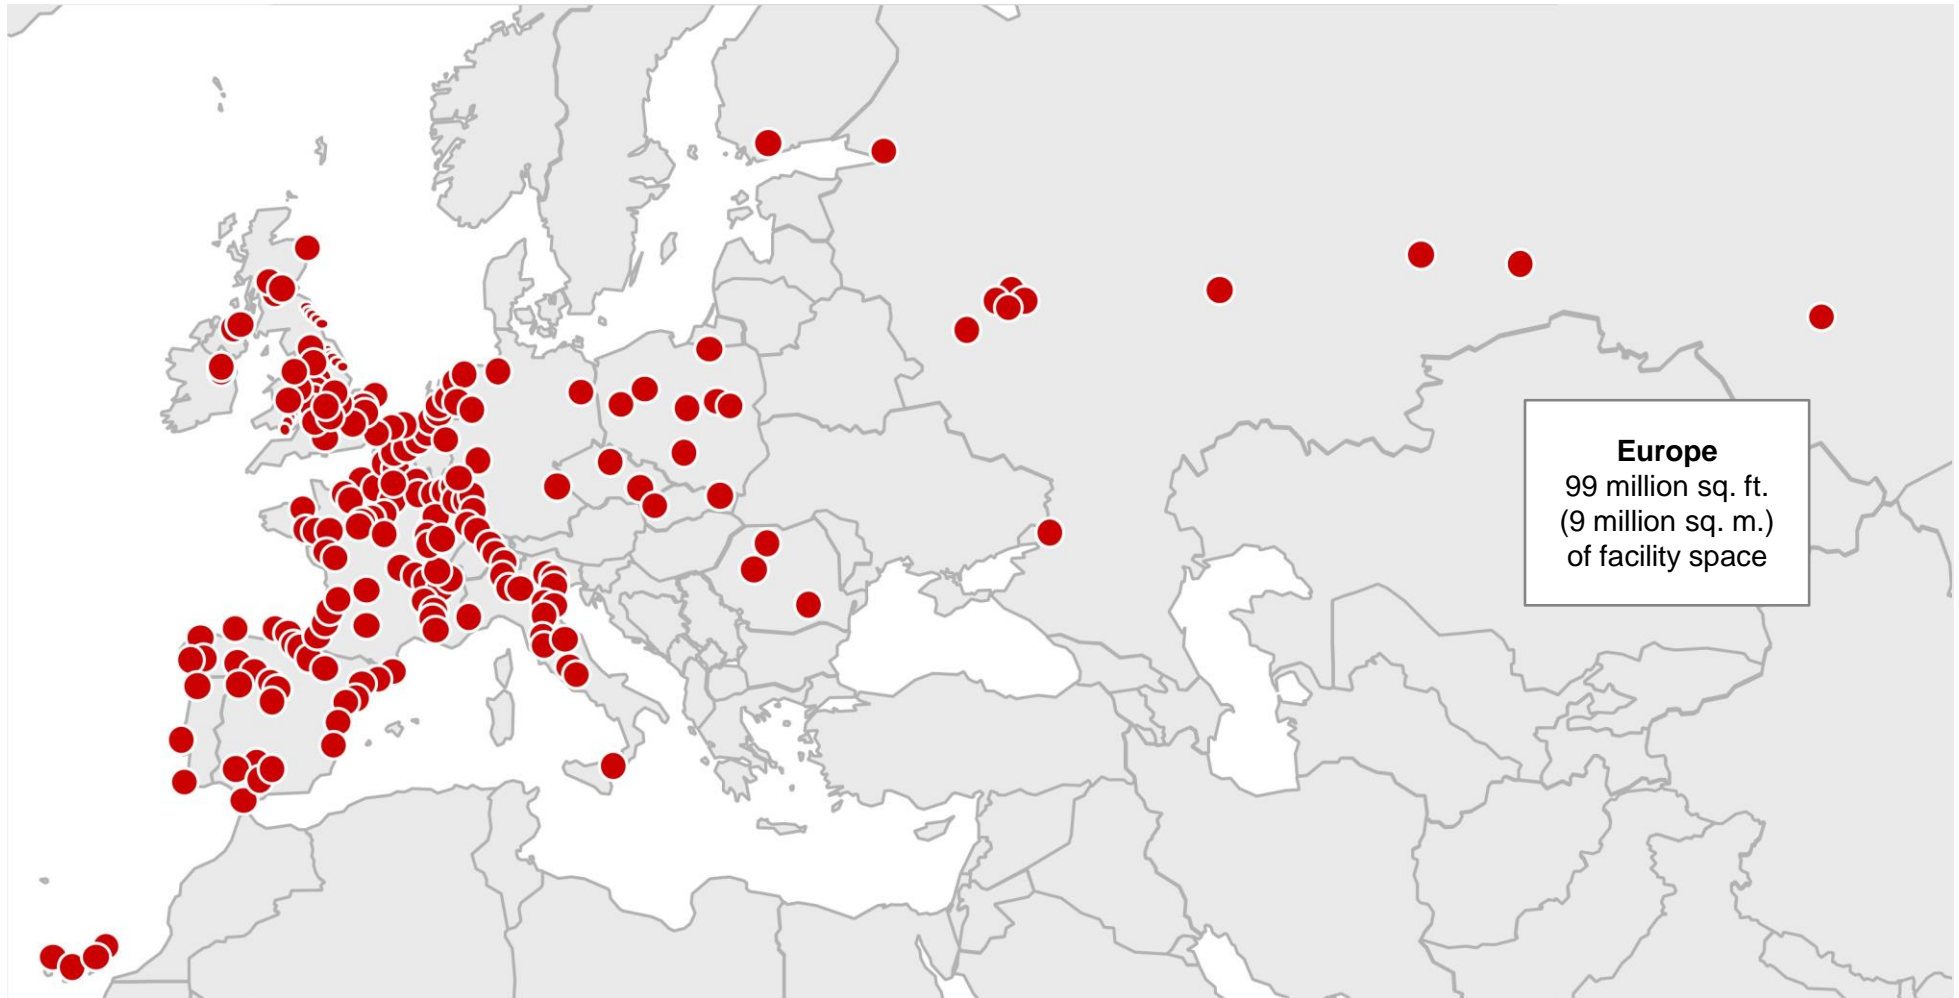 Europe
99 million sq. ft.
(9 million sq. m.)
of facility space